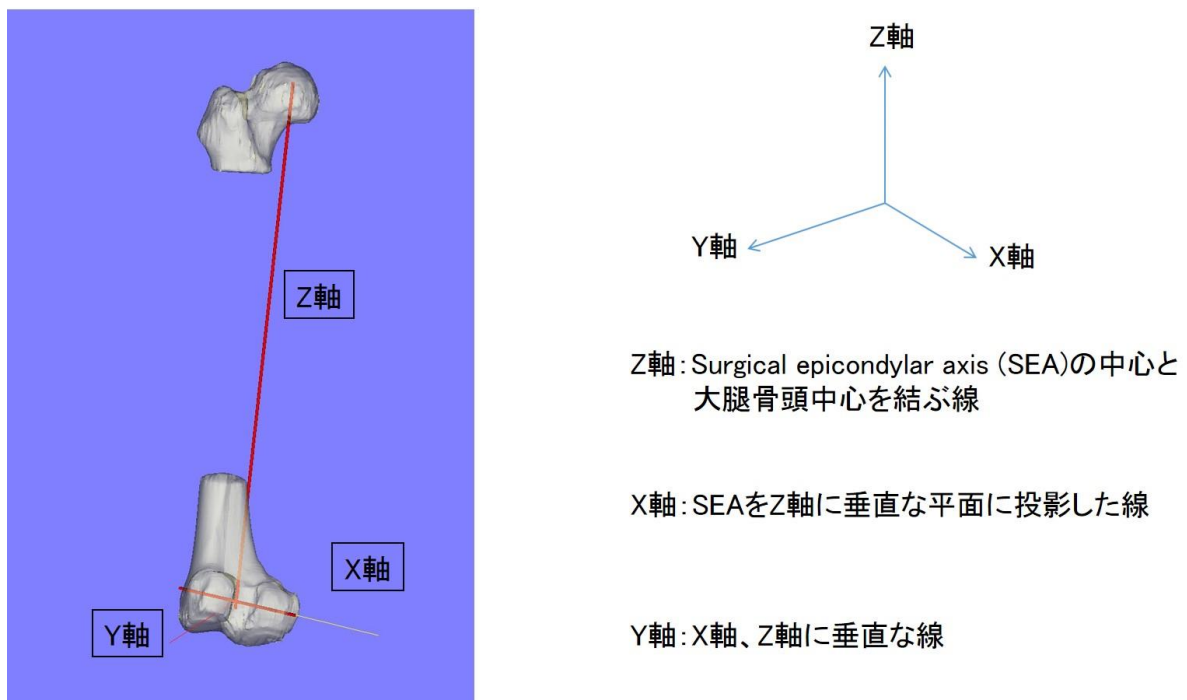 Z軸
X軸
Y軸
Z軸
Y軸
X軸
Z軸：Surgical epicondylar axis (SEA)の中心と
大腿骨頭中心を結ぶ線
X軸：SEAをZ軸に垂直な平面に投影した線
Y軸：X軸、Z軸に垂直な線